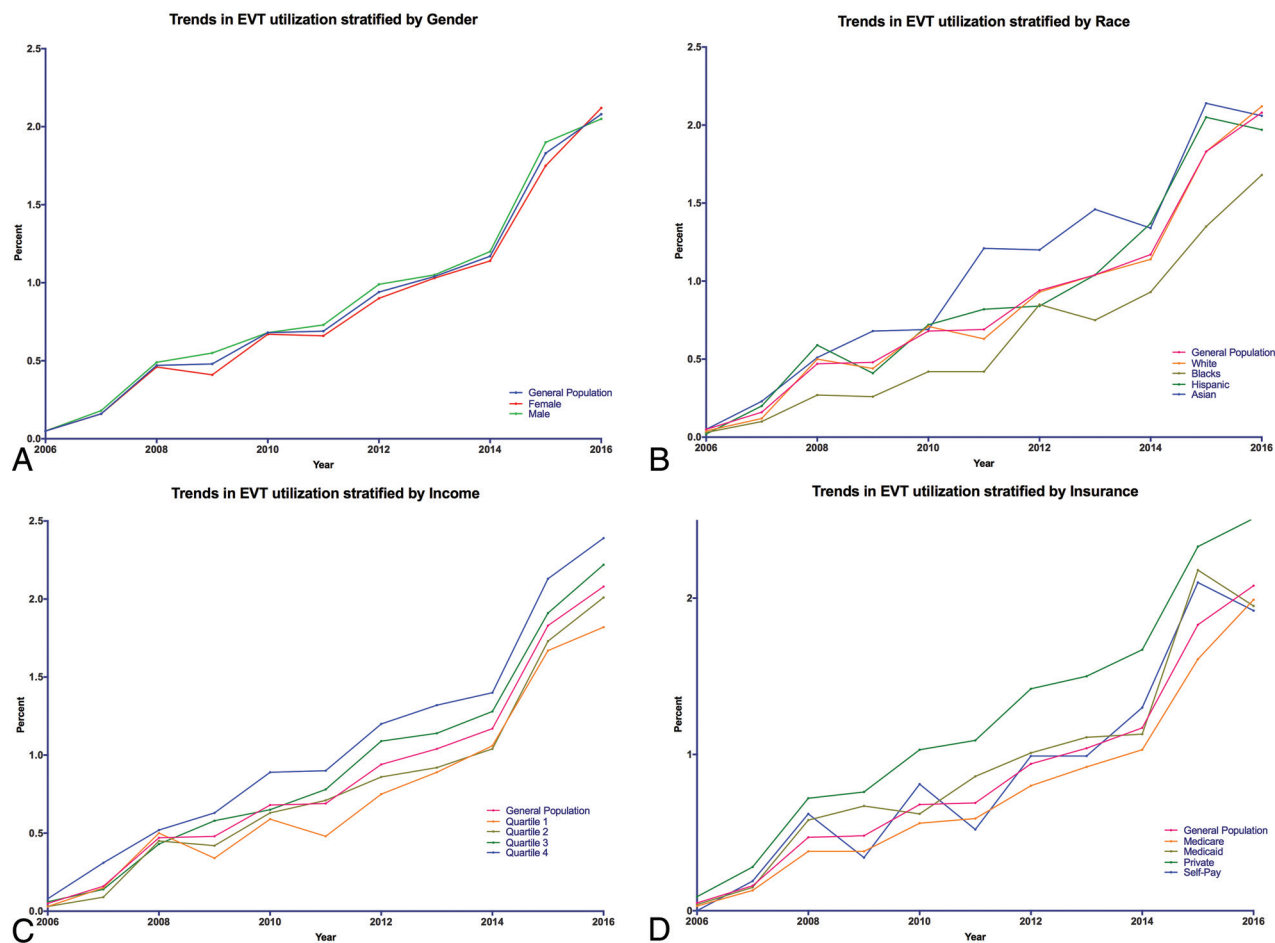 Trends in EVT utilization stratified by Gender
2.5
2.0
1.5
1.0
0.5
0.0
Percent
2006 2008 2010 2012 2014 2016
Year
General Population
Female
Male
A
Trends in EVT utilization stratified by Race
2.5
2.0
1.5
1.0
0.5
0.0
Percent
2006 2008 2010 2012 2014 2016
Year
General Population
White
Blacks
Hispanic
Asian
B
Trends in EVT utilization stratified by Income
2.5
2.0
1.5
1.0
0.5
0.0
Percent
2006 2008 2010 2012 2014 2016
Year
General Population
Quartile 1
Quartile 2
Quartile 3
Quartile 4
C
Trends in EVT utilization stratified by Insurance
2
1
0
Percent
2006 2008 2010 2012 2014 2016
Year
General Population
Medicare
Medicaid
Private
Self-Pay
D